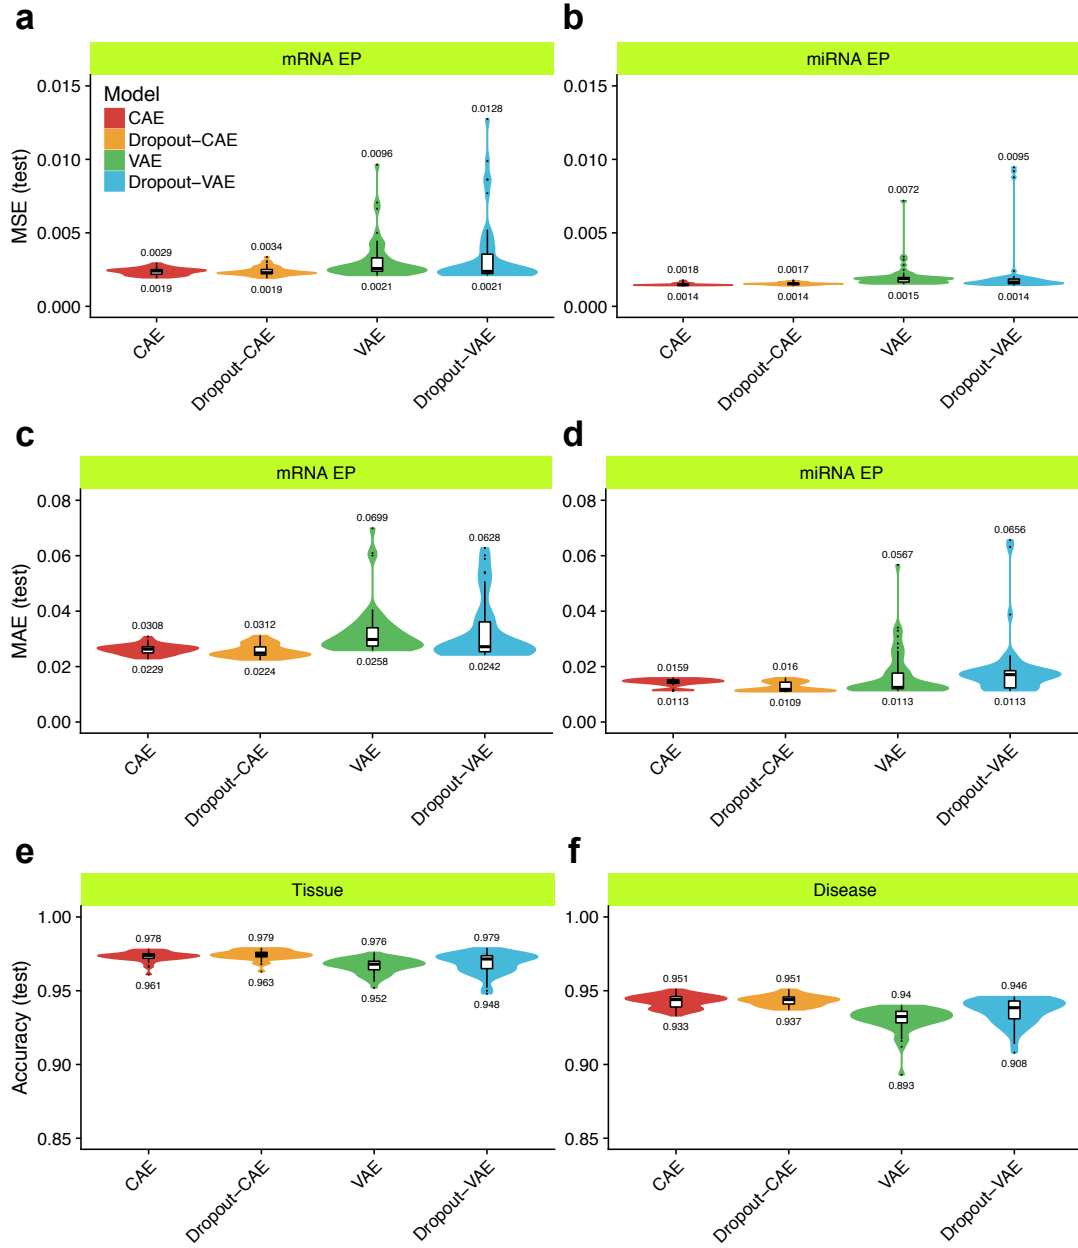 a
mRNA EP
MSE (test)
0.015
0.010
0.005
0.000
Model
CAE
Dropout−CAE
VAE
Dropout−VAE
0.0029
0.0019
0.0034
0.0019
0.0096
0.0021
0.0128
0.0021
CAE
Dropout−CAE
VAE
Dropout−VAE
b
miRNA EP
0.015
0.010
0.005
0.000
0.0018
0.0014
0.0017
0.0014
0.0072
0.0015
0.0095
0.0014
CAE
Dropout−CAE
VAE
Dropout−VAE
c
mRNA EP
MAE (test)
0.08
0.06
0.04
0.02
0.00
0.0308
0.0229
0.0312
0.0224
0.0699
0.0258
0.0628
0.0242
CAE
Dropout−CAE
VAE
Dropout−VAE
d
miRNA EP
0.08
0.06
0.04
0.02
0.00
0.0159
0.0113
0.016
0.0109
0.0567
0.0113
0.0656
0.0113
CAE
Dropout−CAE
VAE
Dropout−VAE
e
Tissue
Accuracy (test)
1.00
0.95
0.90
0.85
0.978
0.961
0.979
0.963
0.976
0.952
0.979
0.948
CAE
Dropout−CAE
VAE
Dropout−VAE
f
Disease
1.00
0.95
0.90
0.85
0.951
0.933
0.951
0.937
0.94
0.893
0.946
0.908
CAE
Dropout−CAE
VAE
Dropout−VAE